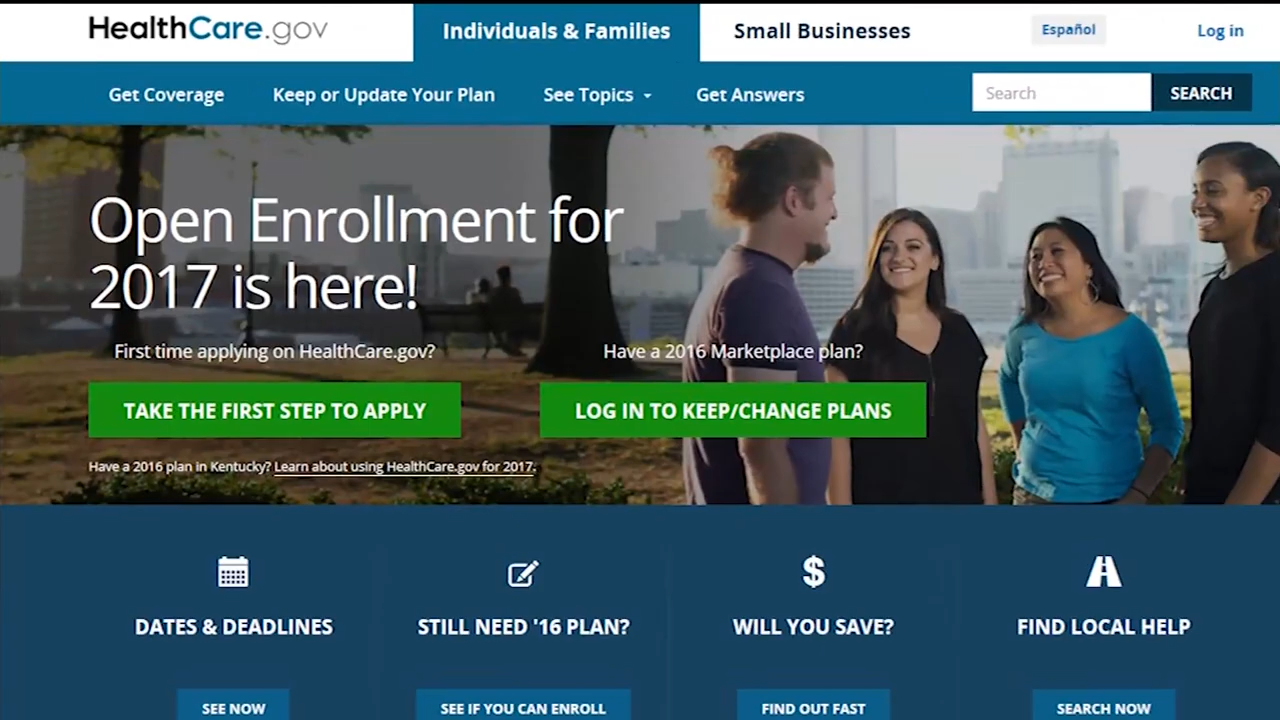 HealthCare.gov
Individuals & Families
Small Businesses
Español
Log in
Get Coverage
Keep or Update Your Plan
See Topics
Get Answers
Search
SEARCH
Open Enrollment for
2017 is here!
First time applying on HealthCare.gov?
Have a 2016 Marketplace plan?
TAKE THE FIRST STEP TO APPLY
LOG IN TO KEEP/CHANGE PLANS
Have a 2016 plan in Kentucky? Learn about using HealthCare.gov for 2017.
DATES & DEADLINES
STILL NEED '16 PLAN?
WILL YOU SAVE?
FIND LOCAL HELP
SEE NOW
SEE IF YOU CAN ENROLL
FIND OUT FAST
SEARCH NOW